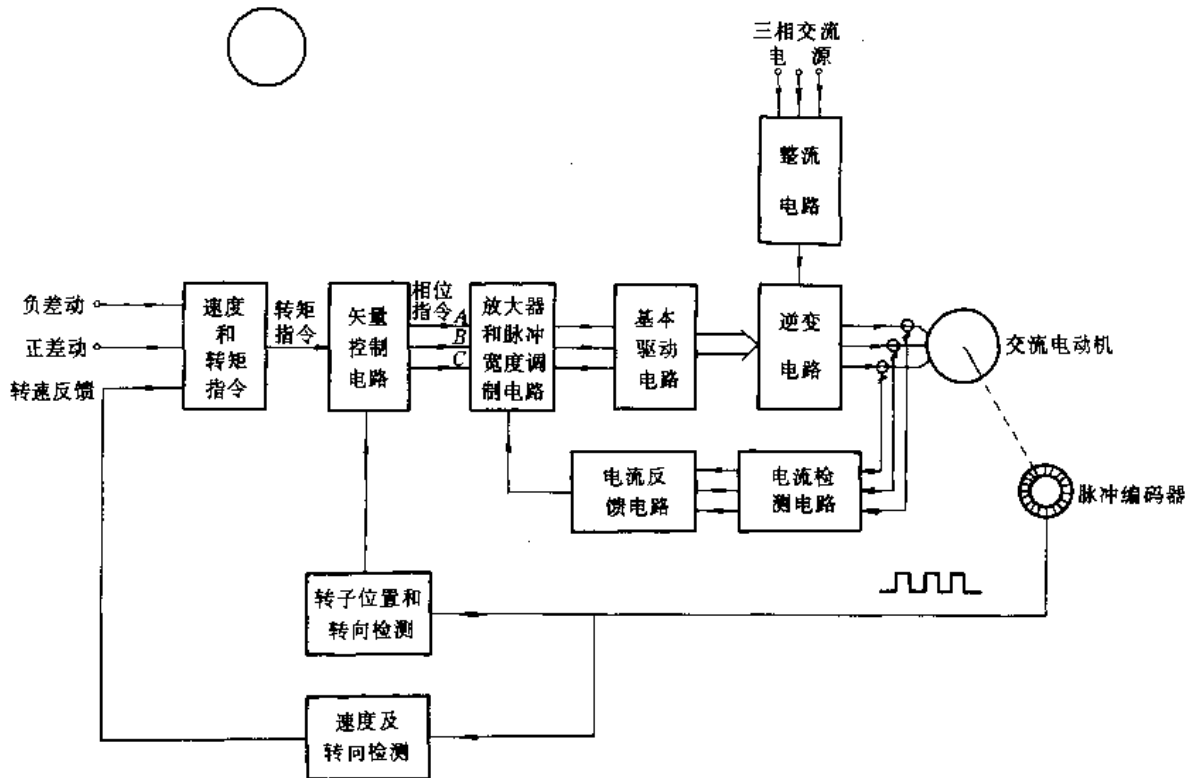 三相交流
电 源
整流
电路
负差动
正差动
转速反馈
速度
和
转矩
指令
转矩
指令
矢量
控制
电路
相位
指令
A
B
C
放大器
和脉冲
宽度调
制电路
基本
驱动
电路
逆变
电路
交流电动机
电流反
馈电路
电流检
测电路
脉冲编码器
转子位置和
转向检测
速度及
转向检测